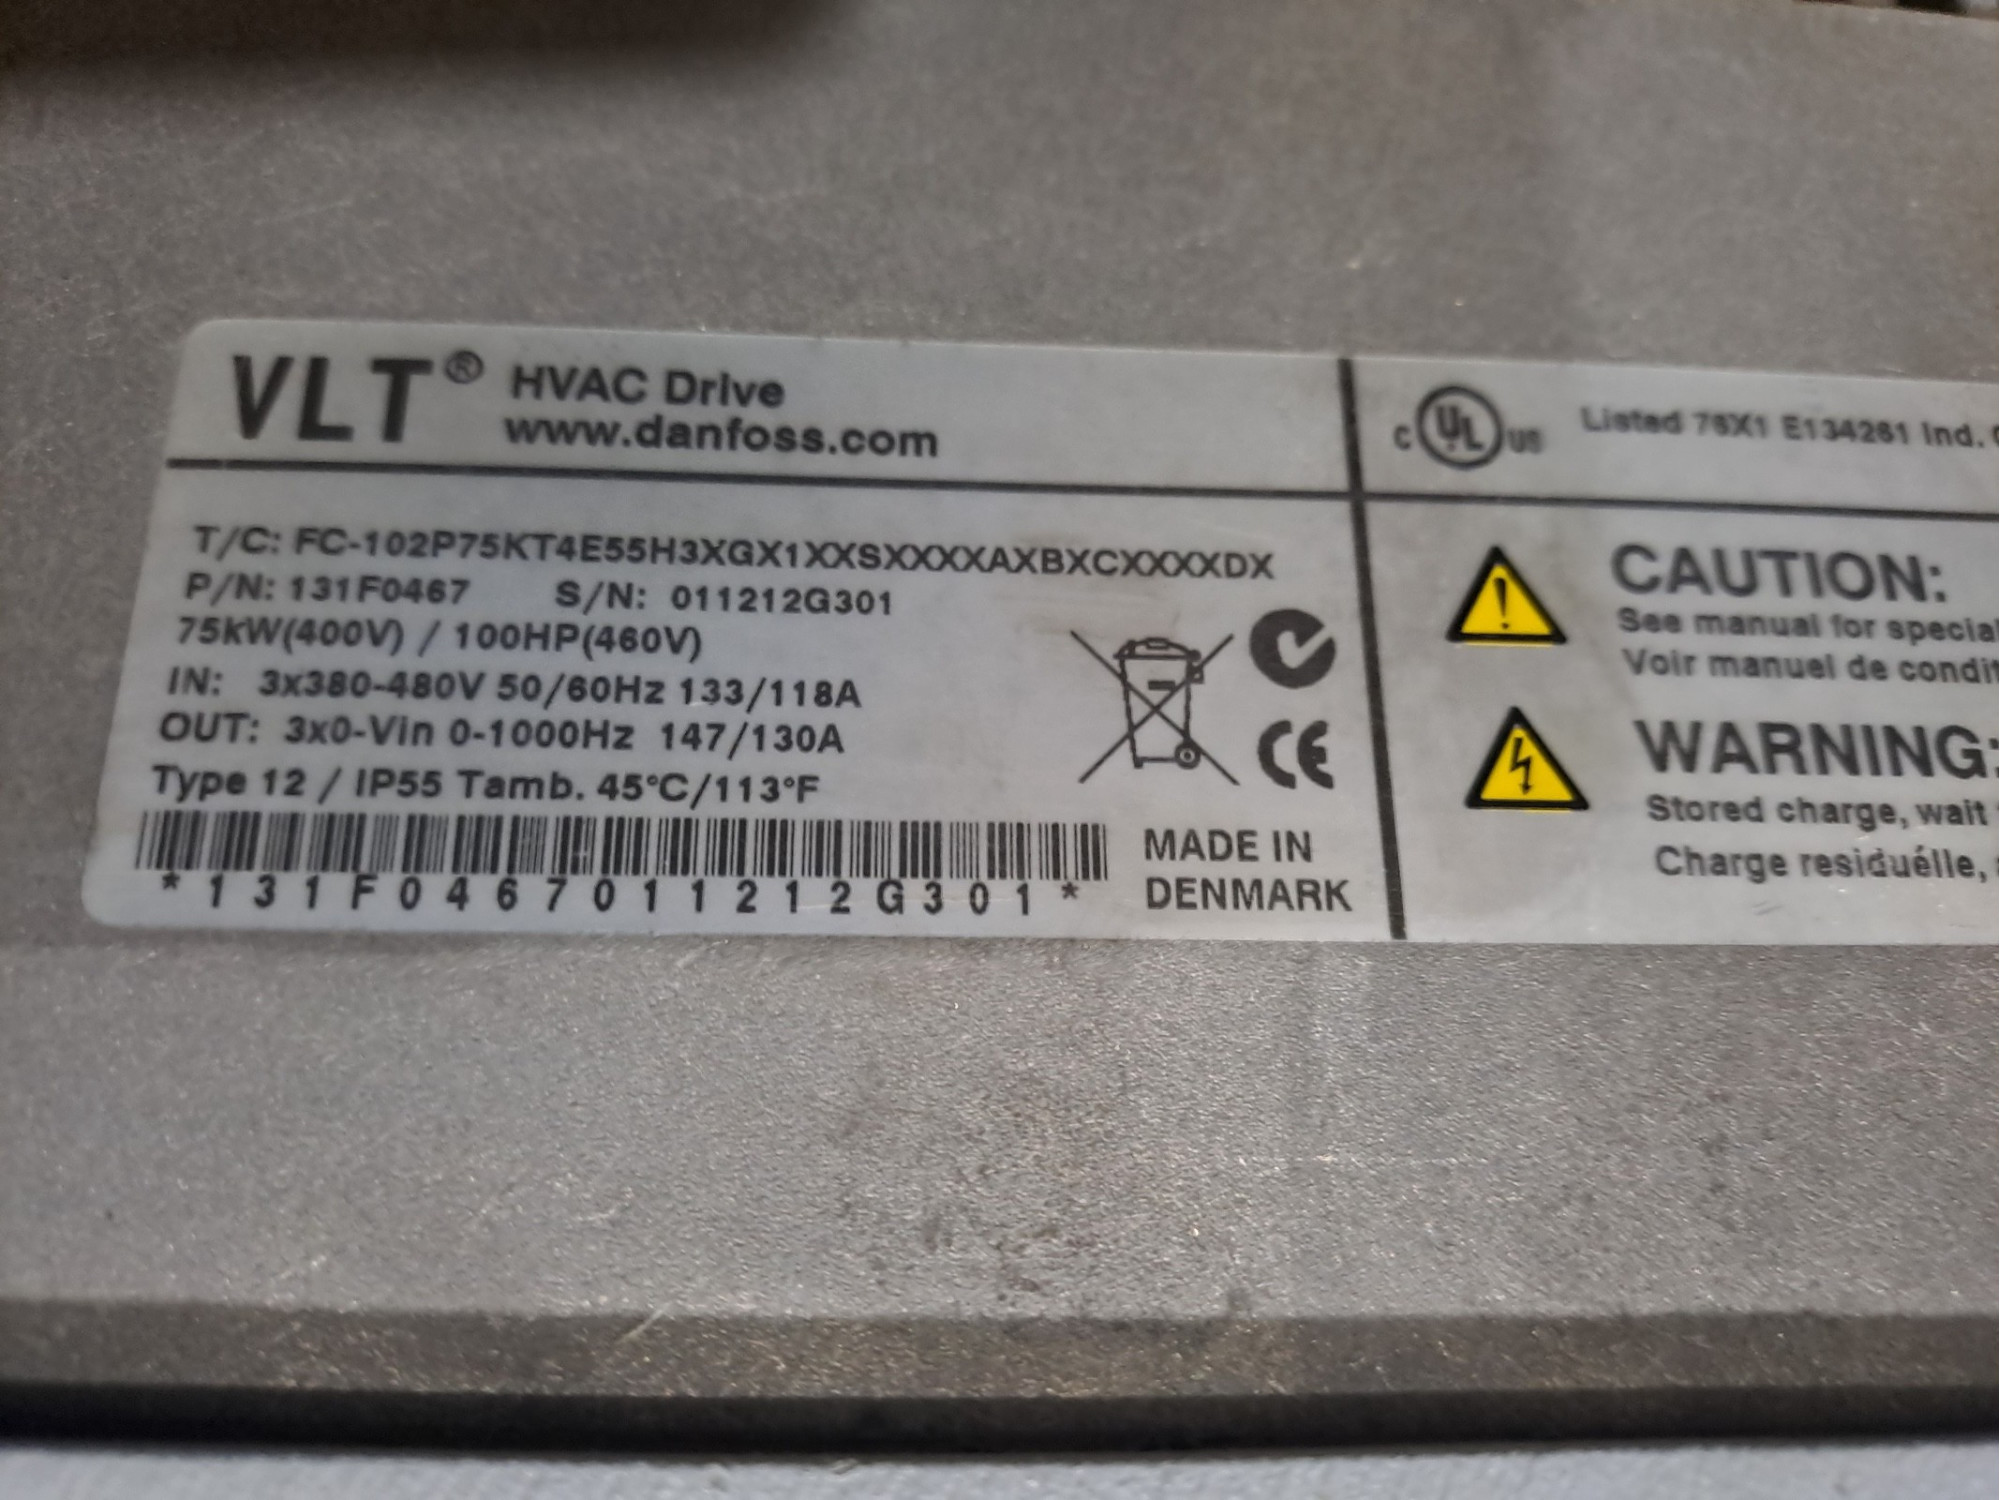 VLT® HVAC Drive
www.danfoss.com
T/C: FC-102P75KT4E55H3XGX1XXSXXXXAXBXCXXXXDX
P/N: 131F0467 S/N: 011212G301
75kW(400V) / 100HP(460V)
IN: 3x380-480V 50/60Hz 133/118A
OUT: 3x0-Vin 0-1000Hz 147/130A
Type 12 / IP55 Tamb. 45°C/113°F
*131F0467011212G301*
MADE IN
DENMARK
CE
C UL US Listed 76X1 E134261 Ind.
CAUTION:
See manual for special
Voir manuel de condit
WARNING:
Stored charge, wait
Charge residuélle,